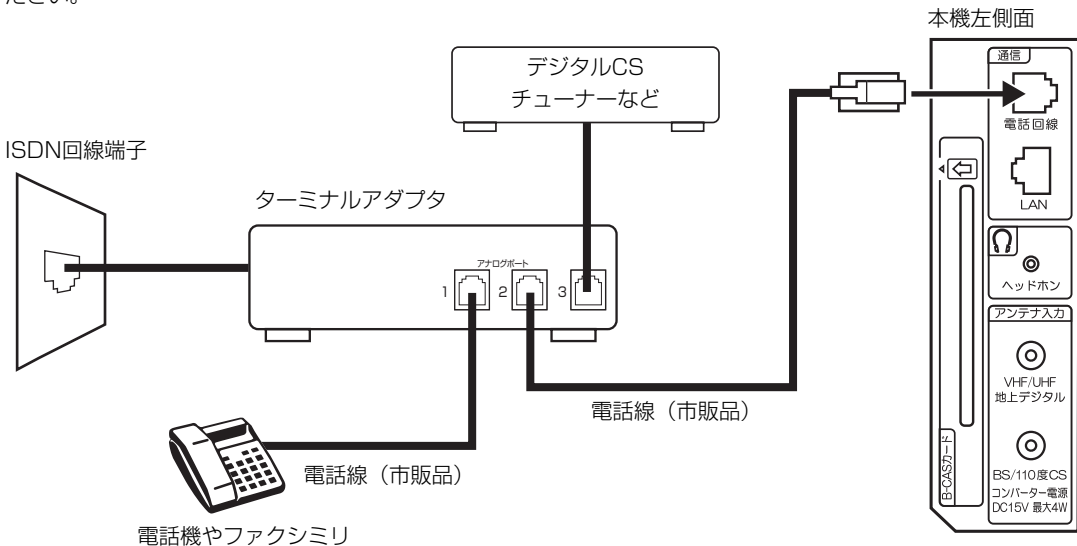 ださい。
本機左側面
通信
電話回線
LAN
ヘッドホン
アンテナ入力
VHF/UHF
地上デジタル
BS/110度CS
コンバーター電源
DC15V 最大4W
B-CASカード
デジタルCS
チューナーなど
ISDN回線端子
ターミナルアダプタ
アナログポート
1
2
3
電話線（市販品）
電話線（市販品）
電話機やファクシミリ